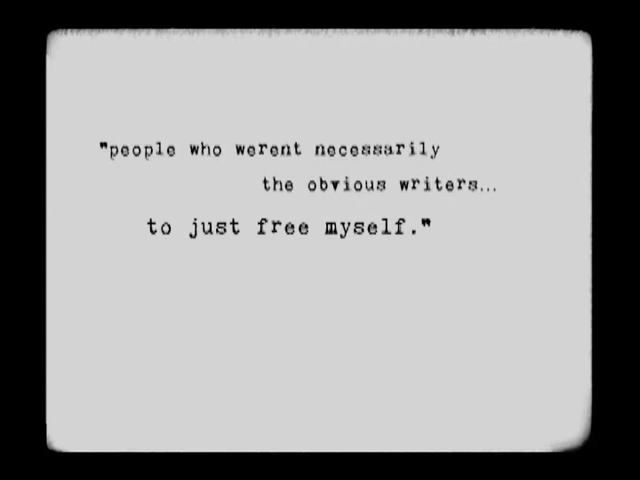 "people who werent necessarily
the obvious writers...
to just free myself."